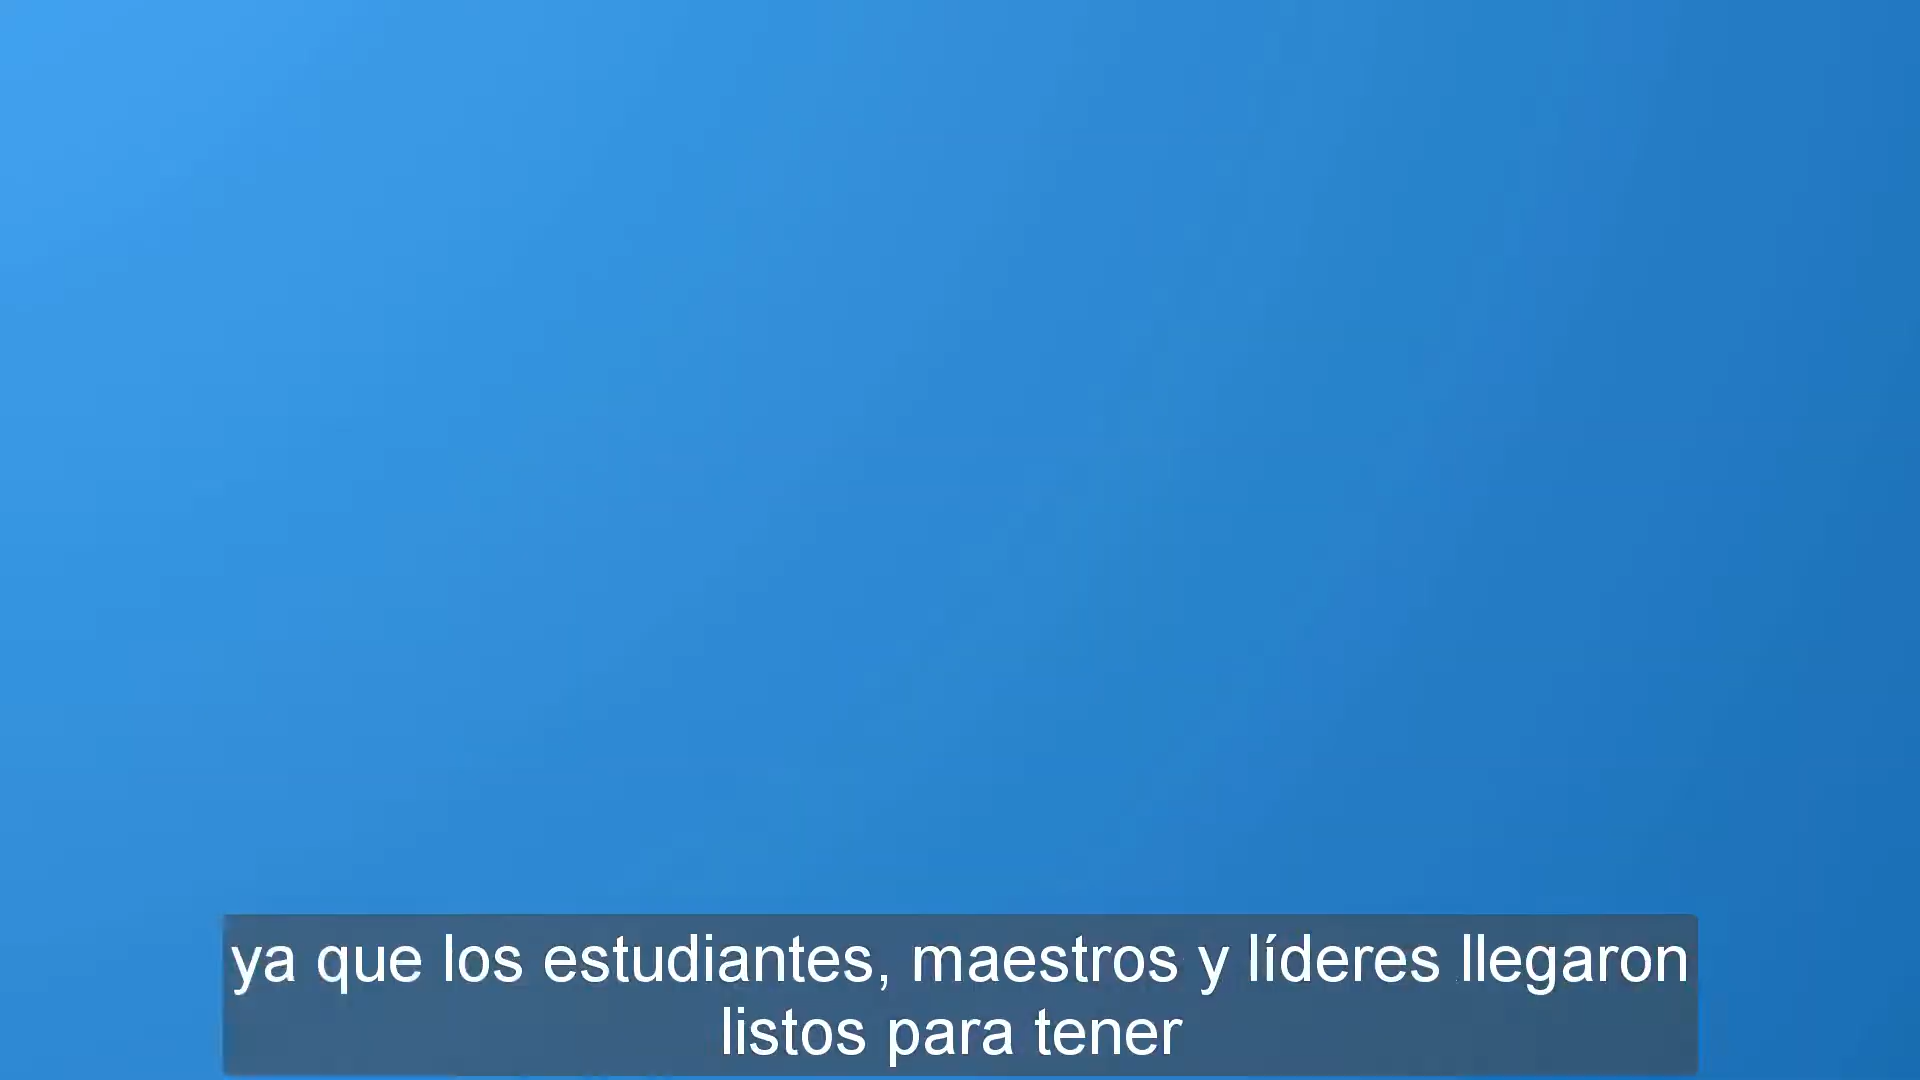 ya que los estudiantes, maestros y líderes llegaron
listos para tener